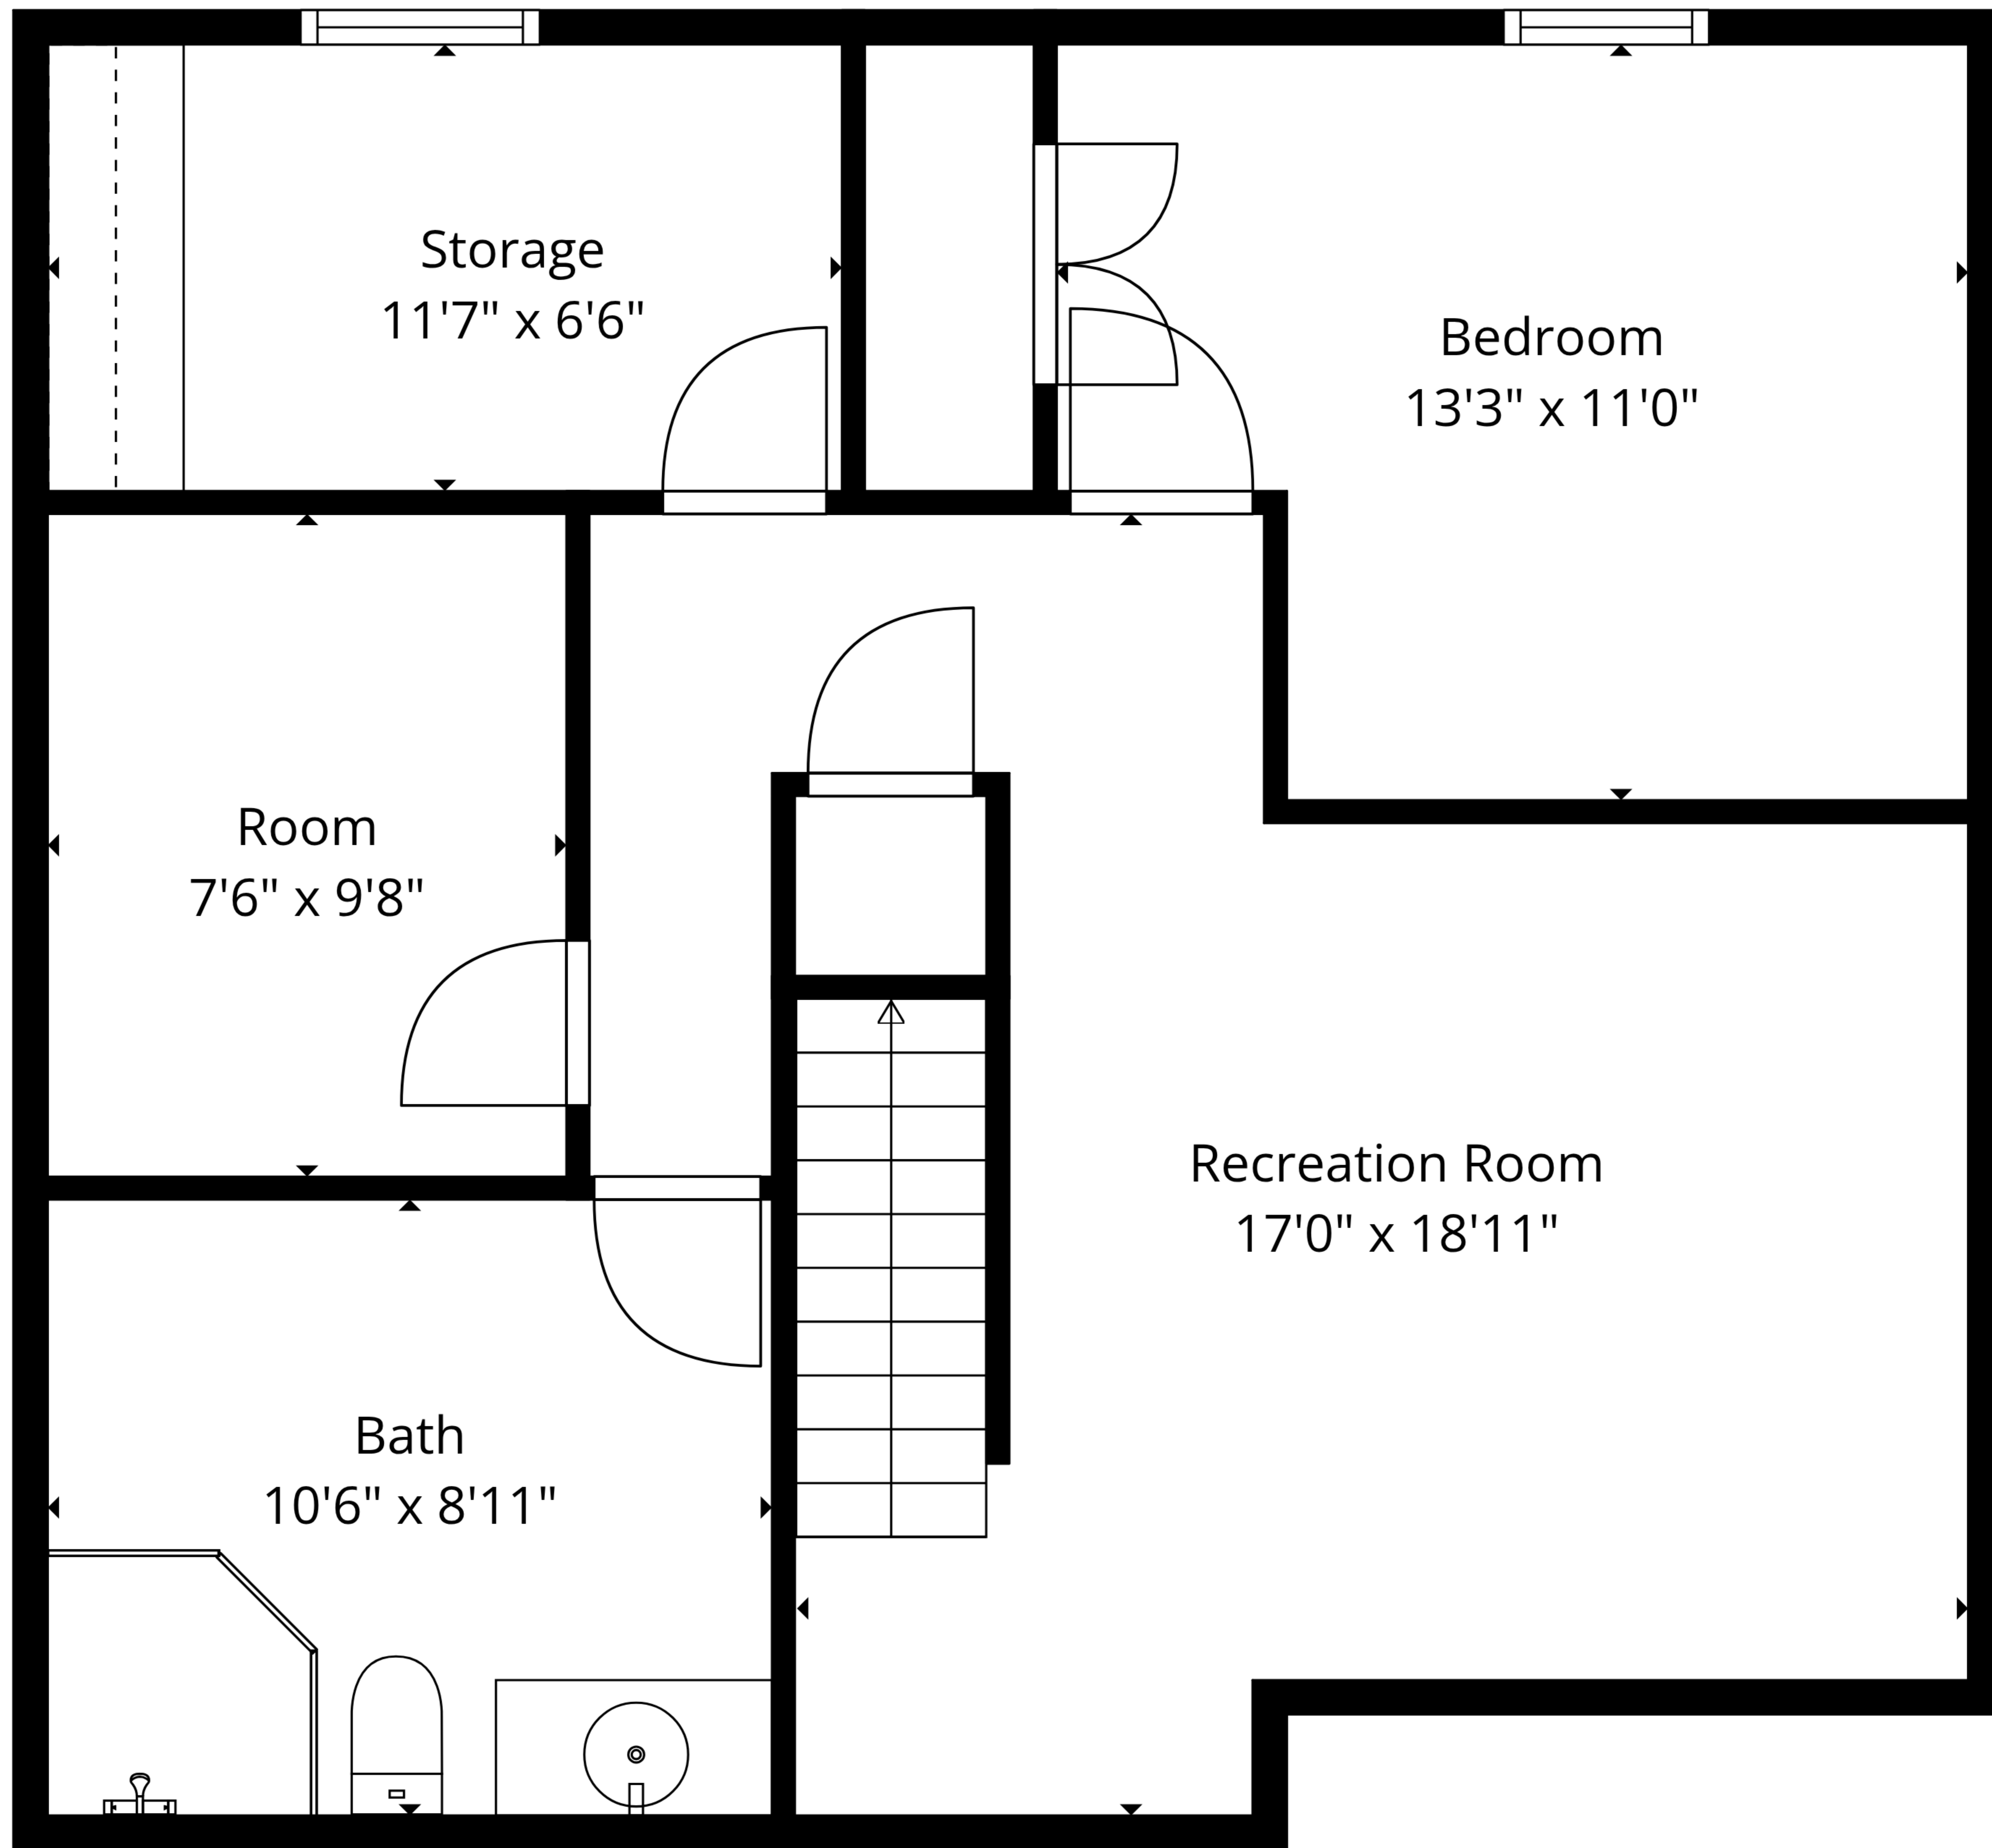 Storage
11'7" x 6'6"
Bedroom
13'3" x 11'0"
Room
7'6" x 9'8"
Recreation Room
17'0" x 18'11"
Bath
10'6" x 8'11"